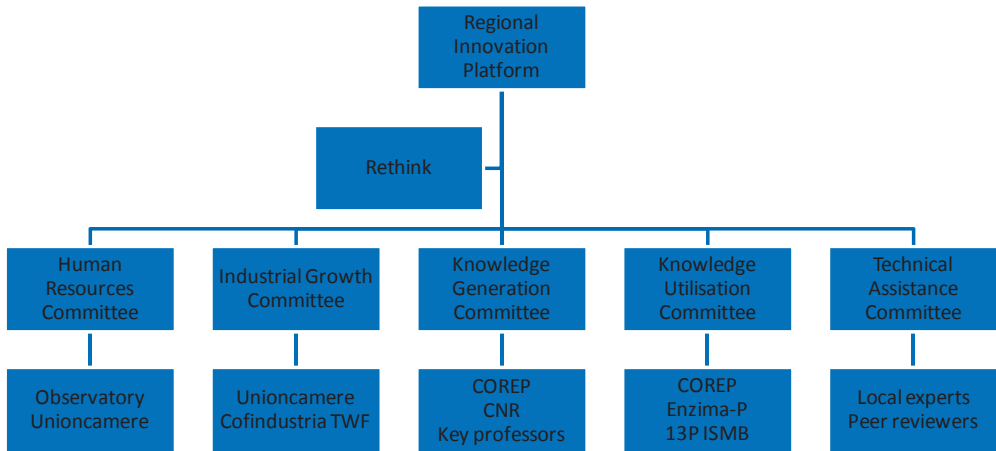 Regional
Innovation
Platform
Rethink
Human
Resources
Committee
Industrial Growth
Committee
Knowledge
Generation
Committee
Knowledge
Utilisation
Committee
Technical
Assistance
Committee
Observatory
Unioncamere
Unioncamere
Cofindustria TWF
COREP
CNR
Key professors
COREP
Enzima-P
13P ISMB
Local experts
Peer reviewers